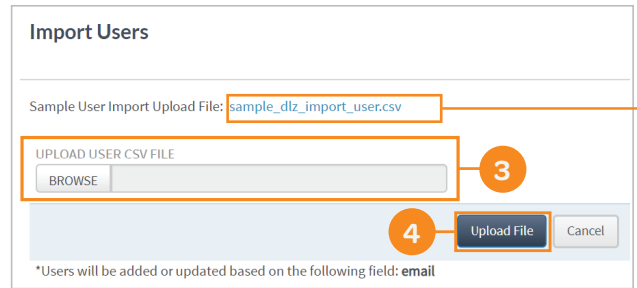 Import Users
Sample User Import Upload File: sample_dlz_import_user.csv
UPLOAD USER CSV FILE
BROWSE
3
4
Upload File
Cancel
*Users will be added or updated based on the following field: email